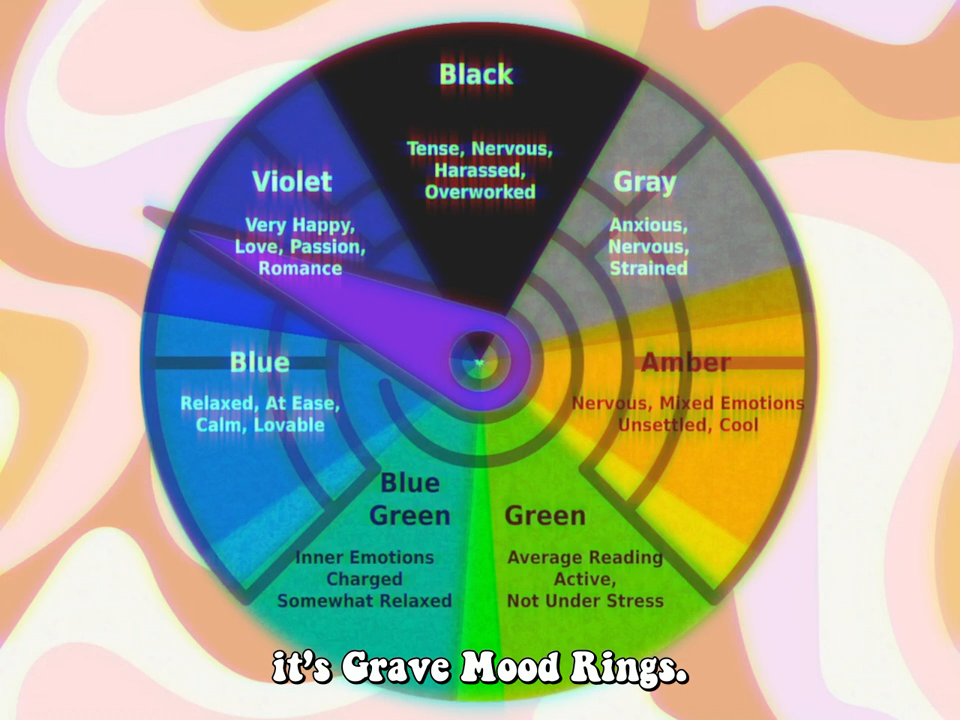 Black
Tense, Nervous,
Harassed,
Overworked
Violet
Very Happy,
Love, Passion,
Romance
Gray
Anxious,
Nervous,
Strained
Blue
Relaxed, At Ease,
Calm, Lovable
Amber
Nervous, Mixed Emotions
Unsettled, Cool
Blue
Green
Inner Emotions
Charged
Somewhat Relaxed
Green
Average Reading
Active,
Not Under Stress
it's Grave Mood Rings.